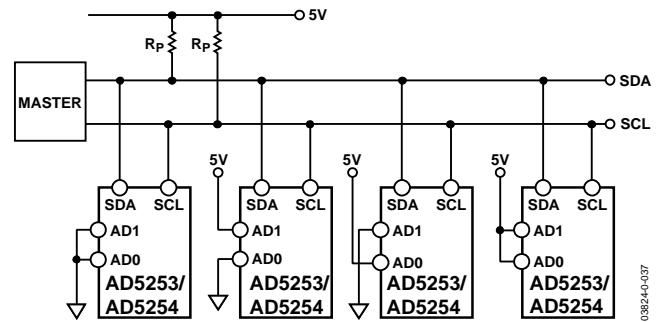 5V
RP RP
SDA
MASTER
SCL
5V 5V 5V
SDA SCL SDA SCL SDA SCL SDA SCL
AD1 AD1 AD1 AD1
AD0 AD0 AD0 AD0
AD5253/ AD5253/ AD5253/ AD5253/
AD5254 AD5254 AD5254 AD5254
03824-0-037